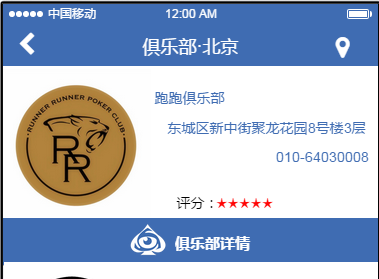 中国移动 12:00 AM
俱乐部·北京
RUNNER RUNNER POKER CLUB
RR
跑跑俱乐部
东城区新中街聚龙花园8号楼3层
010-64030008
评分：★★★★★
俱乐部详情